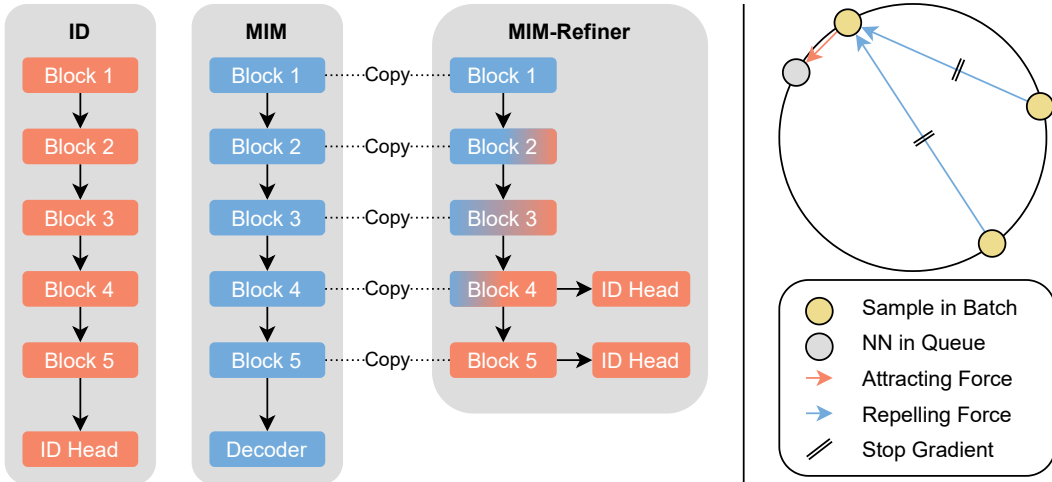 ID
Block 1
Block 2
Block 3
Block 4
Block 5
ID Head
MIM
Block 1
Block 2
Block 3
Block 4
Block 5
Decoder
Copy
Copy
Copy
Copy
Copy
MIM-Refiner
Block 1
Block 2
Block 3
Block 4
ID Head
Block 5
ID Head
Sample in Batch
NN in Queue
Attracting Force
Repelling Force
Stop Gradient